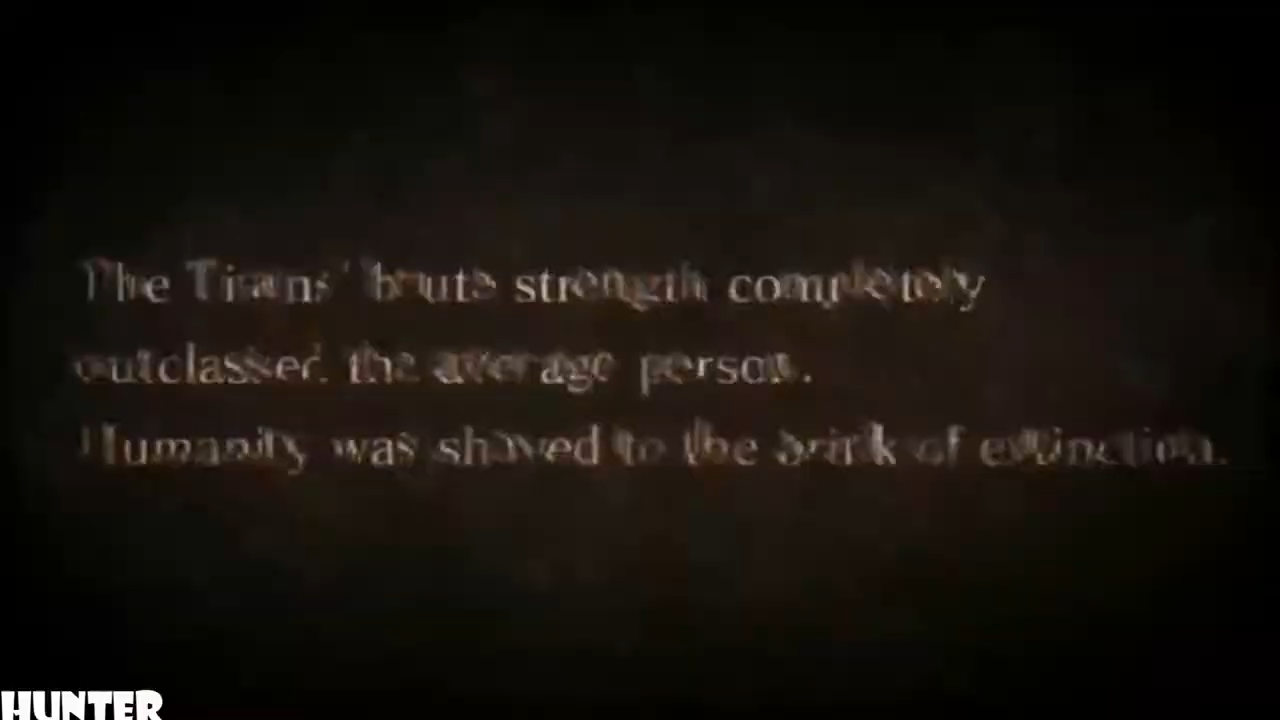 The Titans' brute strength completely
outclassed the average person.
Humanity was shoved to the brink of extinction.
HUNTER